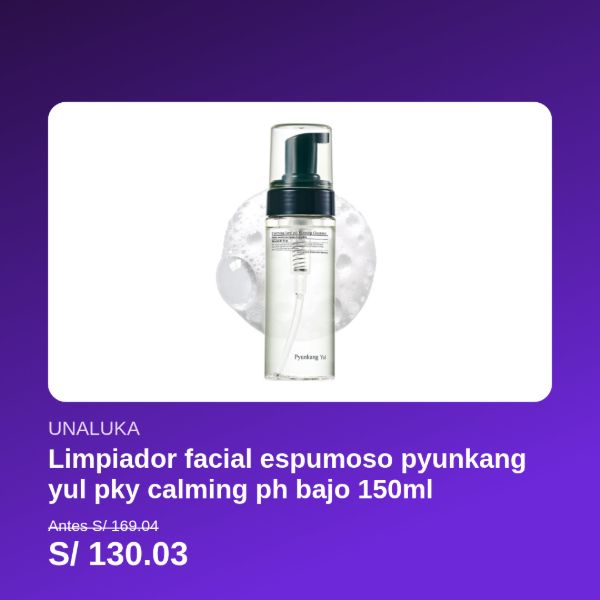 Pyunkang Yul
UNALUKA
Limpiador facial espumoso pyunkang
yul pky calming ph bajo 150ml
Antes S/ 169.04
S/ 130.03